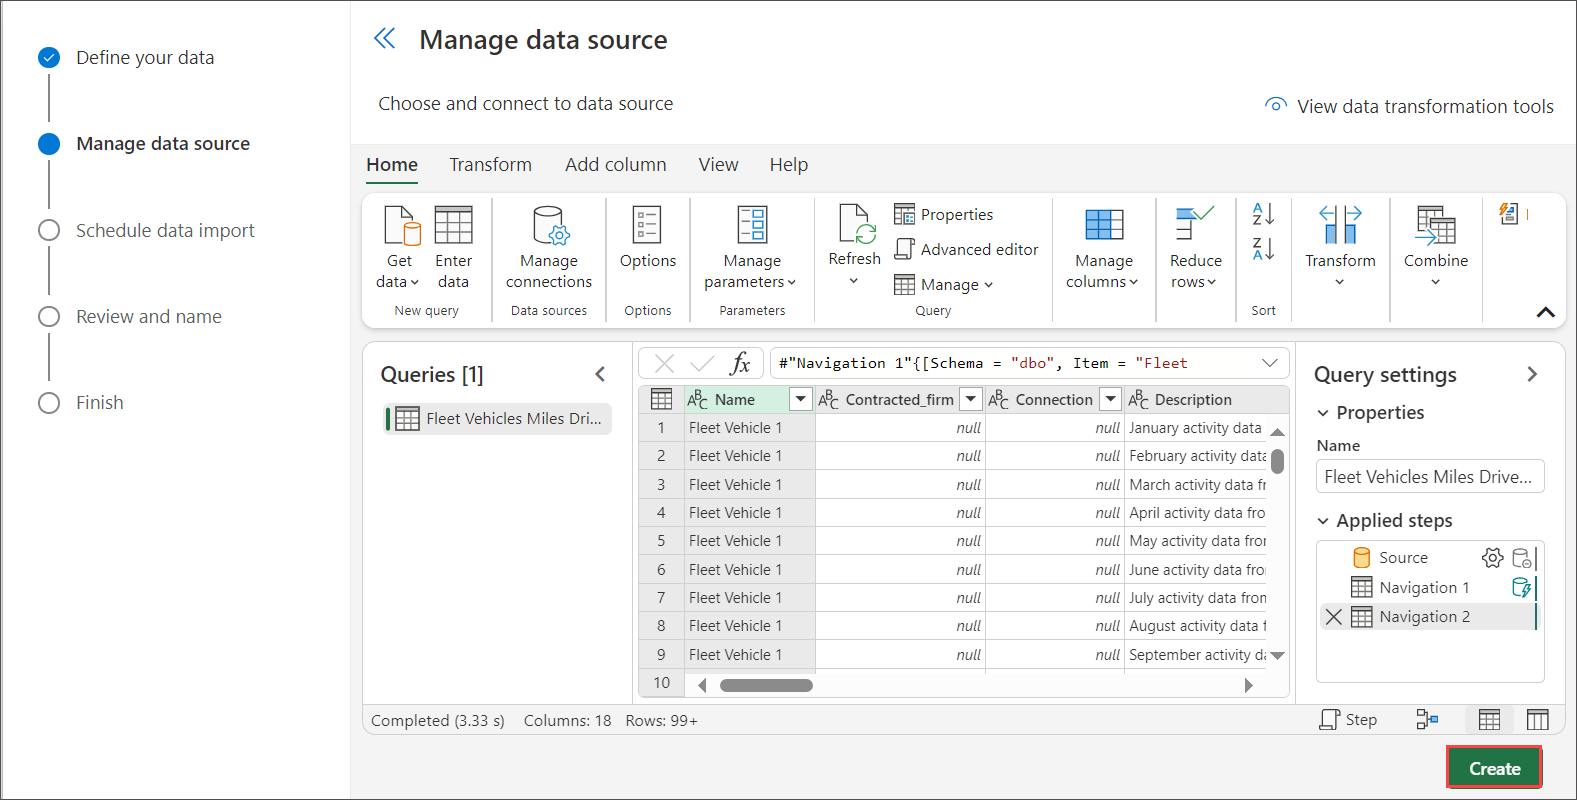 Define your data
Manage data source
Schedule data import
Review and name
Finish
Manage data source
Choose and connect to data source
View data transformation tools
Home Transform Add column View Help
Get data
Enter data
New query
Manage connections
Data sources
Options
Options
Manage parameters
Parameters
Refresh
Properties
Advanced editor
Manage
Query
Manage columns
Reduce rows
A Z
Z A
Sort
Transform
Combine
Queries [1]
Fleet Vehicles Miles Dri...
fx #"Navigation 1"{[Schema = "dbo", Item = "Fleet
ABC Name ABC Contracted_firm ABC Connection ABC Description
1 Fleet Vehicle 1 null null January activity data
2 Fleet Vehicle 1 null null February activity data
3 Fleet Vehicle 1 null null March activity data fr
4 Fleet Vehicle 1 null null April activity data fro
5 Fleet Vehicle 1 null null May activity data fror
6 Fleet Vehicle 1 null null June activity data fro
7 Fleet Vehicle 1 null null July activity data from
8 Fleet Vehicle 1 null null August activity data f
9 Fleet Vehicle 1 null null September activity da
10
Query settings
Properties
Name
Fleet Vehicles Miles Drive...
Applied steps
Source
Navigation 1
Navigation 2
Completed (3.33 s) Columns: 18 Rows: 99+
Step
Create